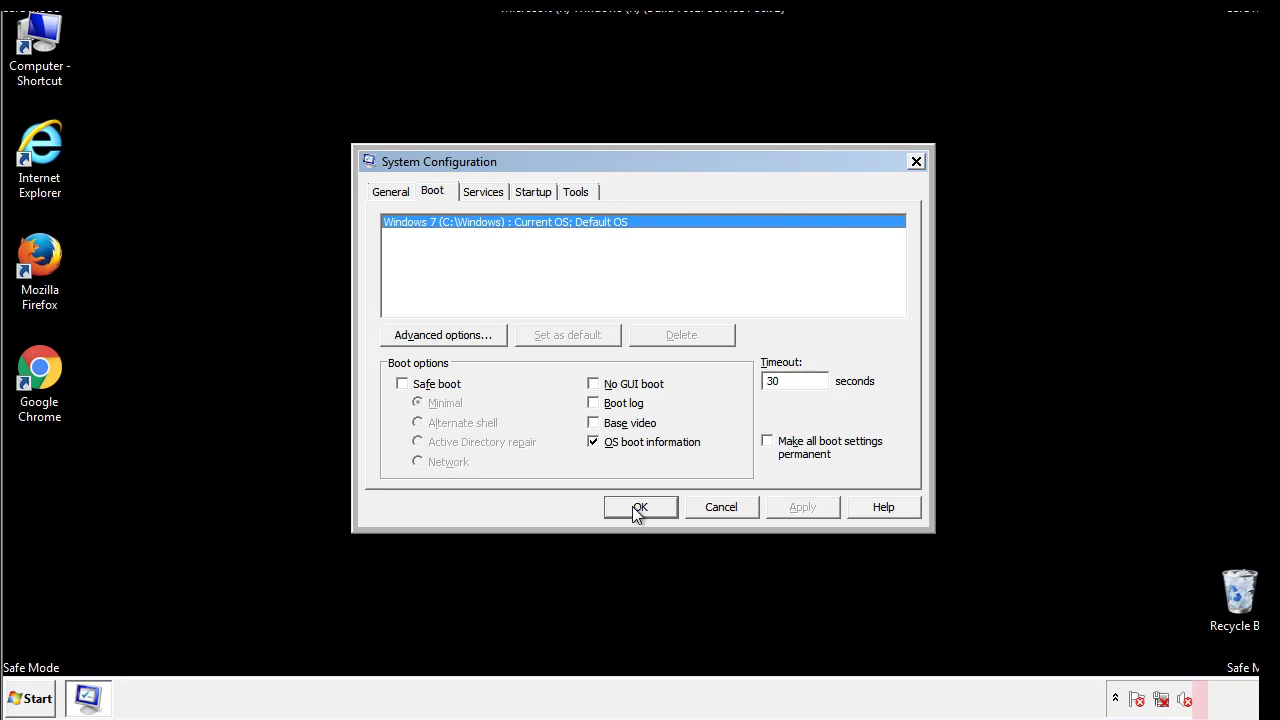 Computer -
Shortcut
Internet
Explorer
Mozilla
Firefox
Google
Chrome
System Configuration
General
Boot
Services
Startup
Tools
Windows 7 (C:\Windows) : Current OS; Default OS
Advanced options...
Set as default
Delete
Boot options
Safe boot
Minimal
Alternate shell
Active Directory repair
Network
No GUI boot
Boot log
Base video
OS boot information
Timeout:
30
seconds
Make all boot settings
permanent
OK
Cancel
Apply
Help
Recycle B
Safe Mode
Safe M
Start